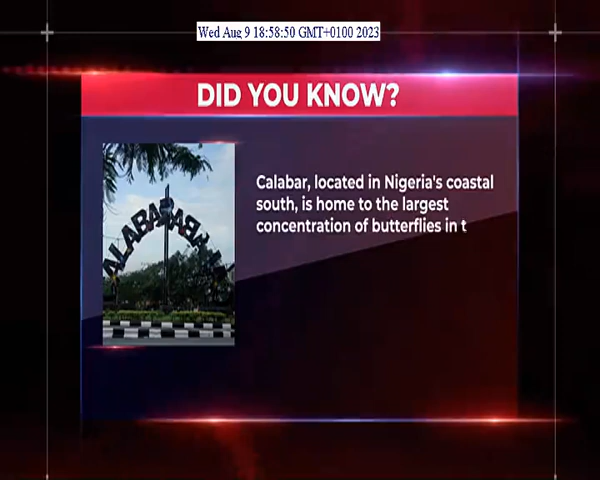 Wed Aug 9 18:58:50 GMT+0100 2023
DID YOU KNOW?
CALABAR
Calabar, located in Nigeria's coastal
south, is home to the largest
concentration of butterflies in t